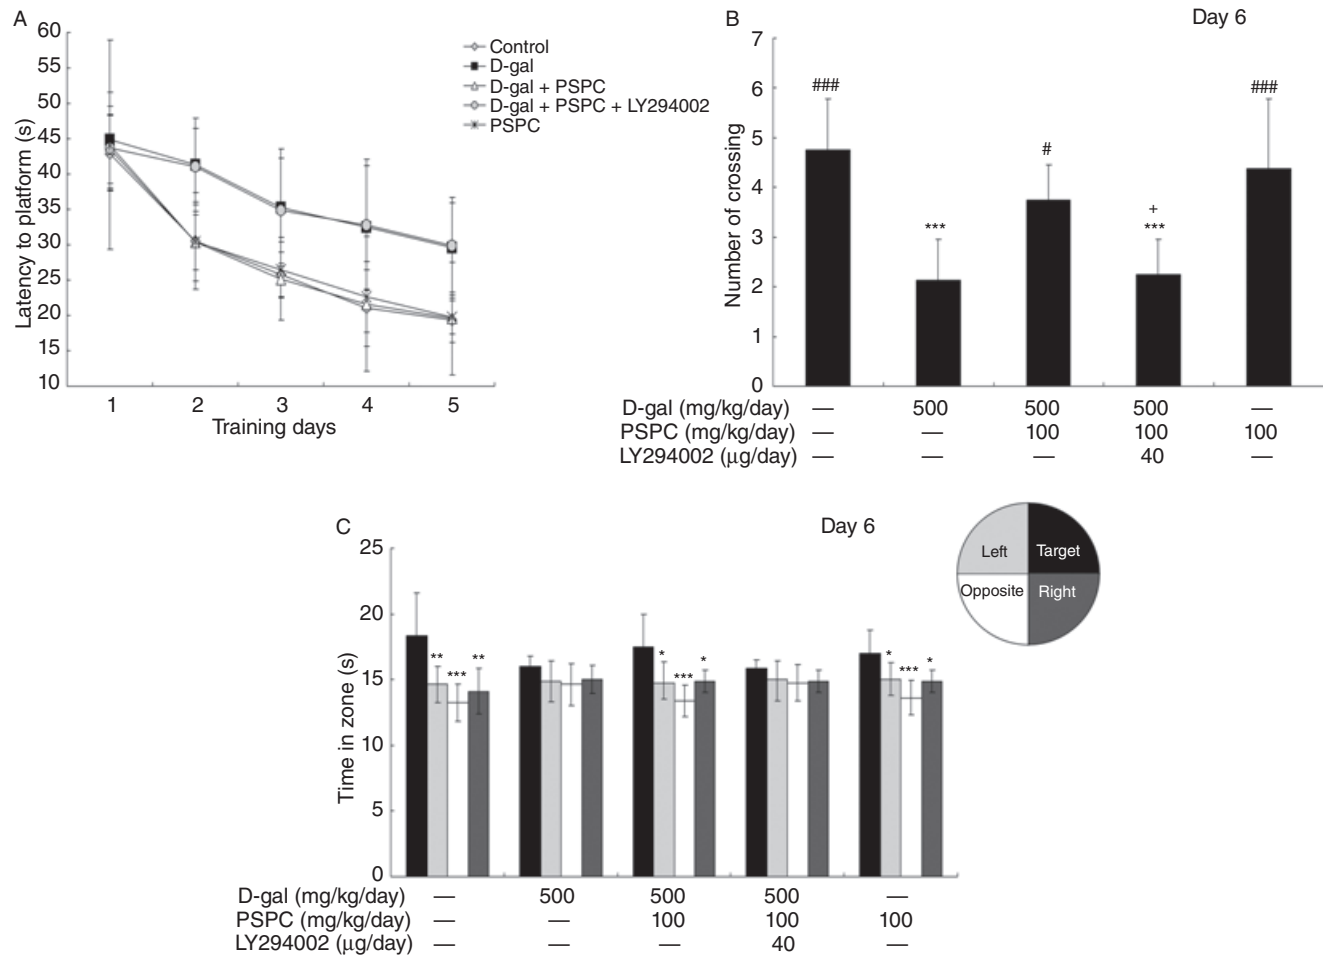 A
60
55
50
45
40
35
30
25
20
15
10
Latency to platform (s)
1 2 3 4 5
Training days
Control
D-gal
D-gal + PSPC
D-gal + PSPC + LY294002
PSPC
B
Day 6
7
6
5
4
3
2
1
0
Number of crossing
###
***
#
+
***
###
D-gal (mg/kg/day) — 500 500 500 —
PSPC (mg/kg/day) — — 100 100 100
LY294002 (μg/day) — — — 40 —
C
Day 6
25
20
15
10
5
0
Time in zone (s)
** *** **
* *** *
* *** *
Left Target
Opposite Right
D-gal (mg/kg/day) — 500 500 500 —
PSPC (mg/kg/day) — — 100 100 100
LY294002 (μg/day) — — — 40 —